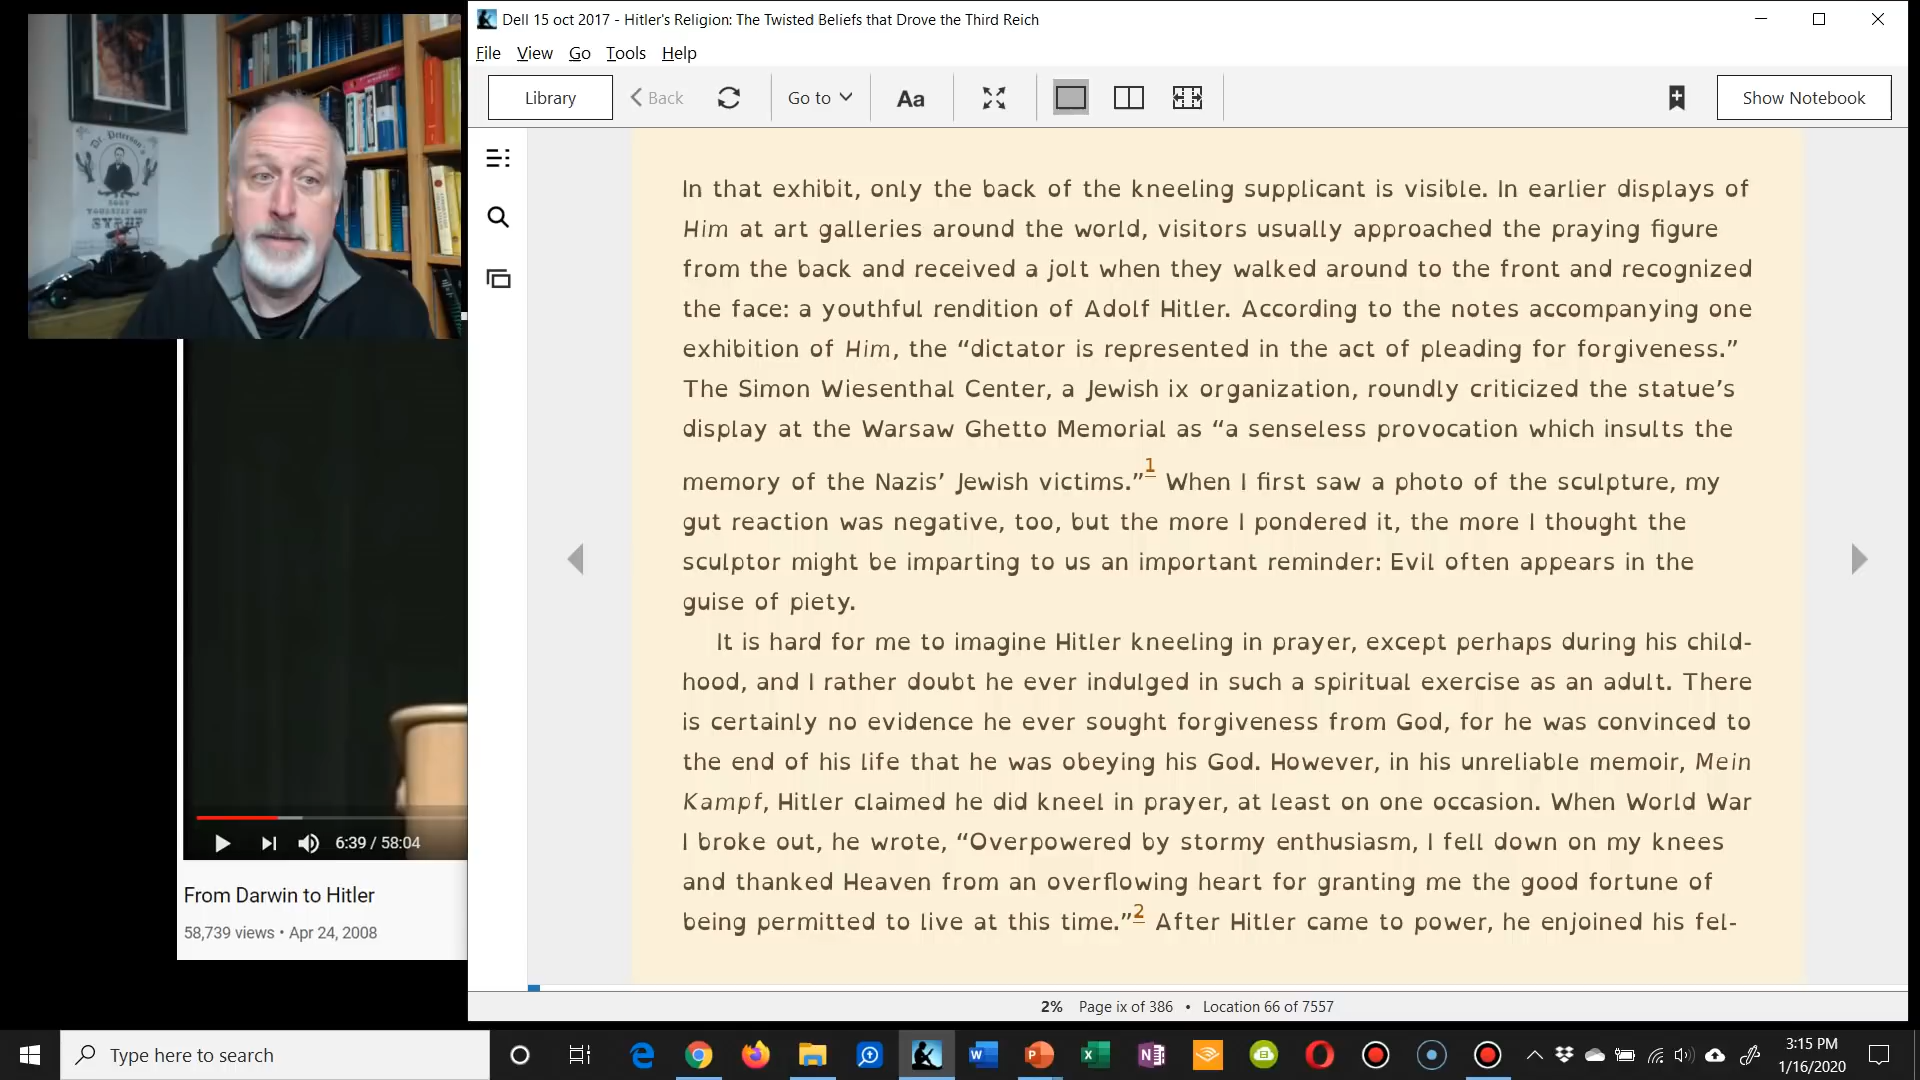 Dr. Peterson's
SYRUP
Dell 15 oct 2017 - Hitler's Religion: The Twisted Beliefs that Drove the Third Reich
File View Go Tools Help
Library Back Go to Aa Show Notebook
In that exhibit, only the back of the kneeling supplicant is visible. In earlier displays of
Him at art galleries around the world, visitors usually approached the praying figure
from the back and received a jolt when they walked around to the front and recognized
the face: a youthful rendition of Adolf Hitler. According to the notes accompanying one
exhibition of Him, the “dictator is represented in the act of pleading for forgiveness.”
The Simon Wiesenthal Center, a Jewish ix organization, roundly criticized the statue’s
display at the Warsaw Ghetto Memorial as “a senseless provocation which insults the
memory of the Nazis’ Jewish victims.”1 When I first saw a photo of the sculpture, my
gut reaction was negative, too, but the more I pondered it, the more I thought the
sculptor might be imparting to us an important reminder: Evil often appears in the
guise of piety.
It is hard for me to imagine Hitler kneeling in prayer, except perhaps during his child-
hood, and I rather doubt he ever indulged in such a spiritual exercise as an adult. There
is certainly no evidence he ever sought forgiveness from God, for he was convinced to
the end of his life that he was obeying his God. However, in his unreliable memoir, Mein
Kampf, Hitler claimed he did kneel in prayer, at least on one occasion. When World War
I broke out, he wrote, “Overpowered by stormy enthusiasm, I fell down on my knees
and thanked Heaven from an overflowing heart for granting me the good fortune of
being permitted to live at this time.”2 After Hitler came to power, he enjoined his fel-
2% Page ix of 386 • Location 66 of 7557
6:39 / 58:04
From Darwin to Hitler
58,739 views • Apr 24, 2008
Type here to search
3:15 PM
1/16/2020